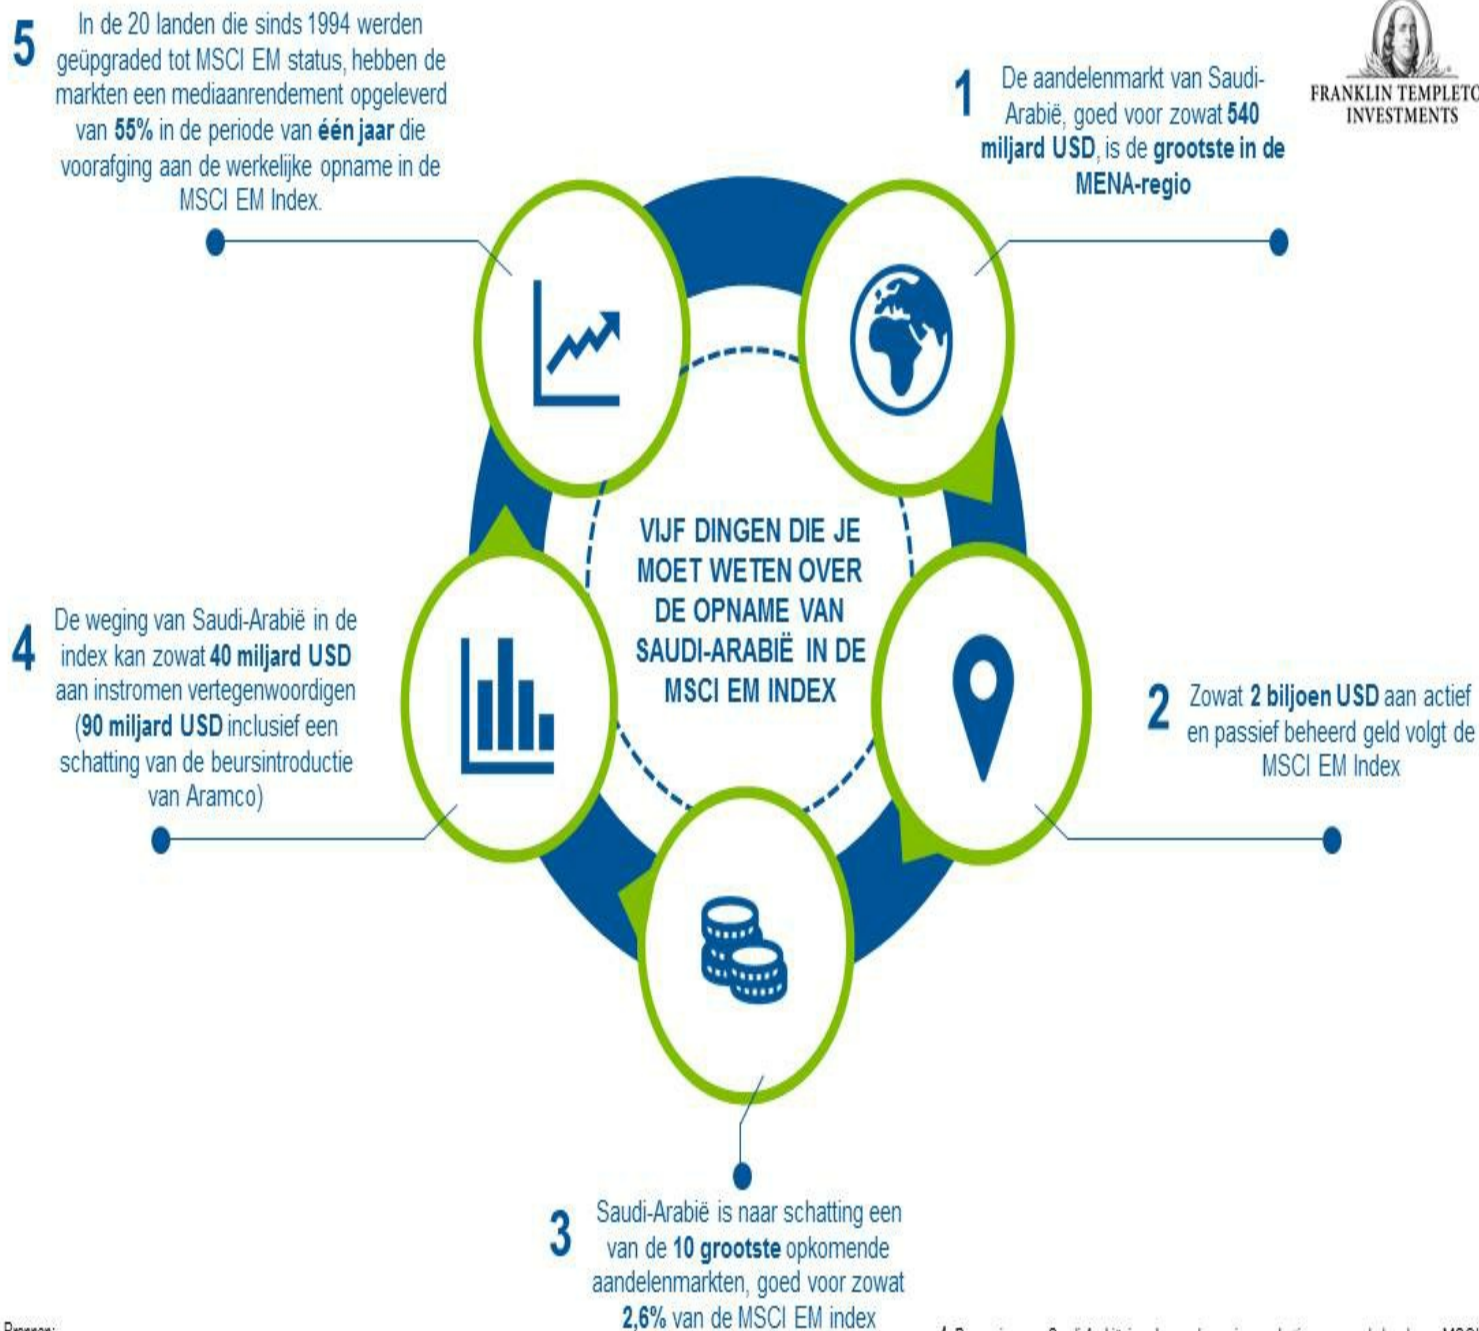 5
In de 20 landen die sinds 1994 werden
geüpgraded tot MSCI EM status, hebben de
markten een mediaanrendement opgeleverd
van 55% in de periode van één jaar die
voorafging aan de werkelijke opname in de
MSCI EM Index.
1
De aandelenmarkt van Saudi-
Arabië, goed voor zowat 540
miljard USD, is de grootste in de
MENA-regio
FRANKLIN TEMPLETO
INVESTMENTS
VIJF DINGEN DIE JE
MOET WETEN OVER
DE OPNAME VAN
SAUDI-ARABIË IN DE
MSCI EM INDEX
4
De weging van Saudi-Arabië in de
index kan zowat 40 miljard USD
aan instromen vertegenwoordigen
(90 miljard USD inclusief een
schatting van de beursintroductie
van Aramco)
2
Zowat 2 biljoen USD aan actief
en passief beheerd geld volgt de
MSCI EM Index
3
Saudi-Arabië is naar schatting een
van de 10 grootste opkomende
aandelenmarkten, goed voor zowat
2,6% van de MSCI EM index